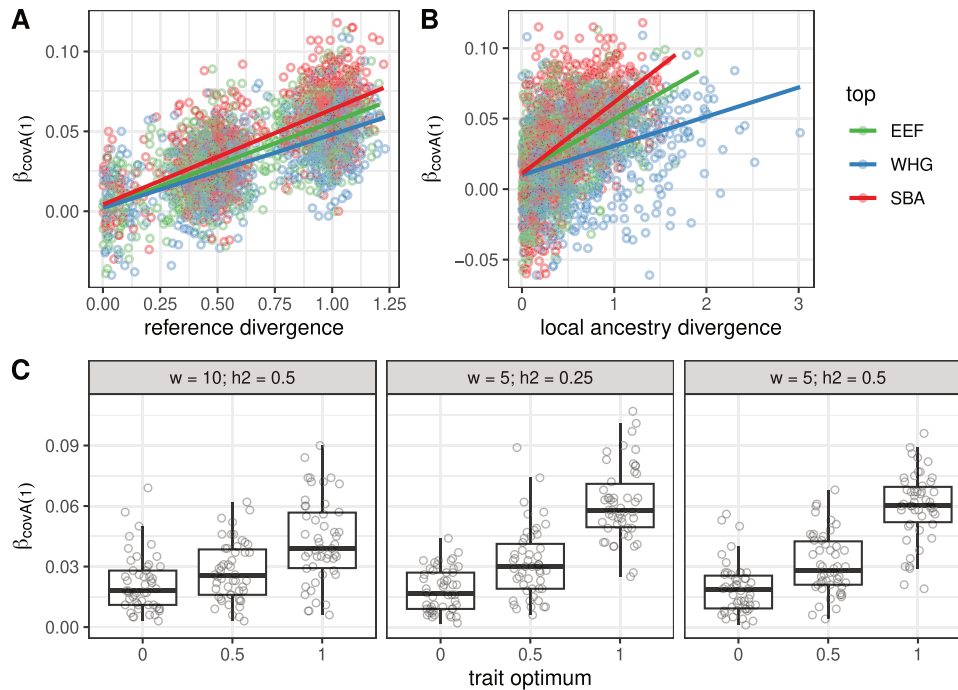 A
β_covA(1)
0.10
0.05
0.00
0.00
0.25
0.50
0.75
1.00
1.25
reference divergence
B
β_covA(1)
0.10
0.05
0.00
−0.05
0
1
2
3
local ancestry divergence
top
EEF
WHG
SBA
C
w = 10; h2 = 0.5
w = 5; h2 = 0.25
w = 5; h2 = 0.5
β_covA(1)
0.09
0.06
0.03
0.00
0
0.5
1
0
0.5
1
0
0.5
1
trait optimum